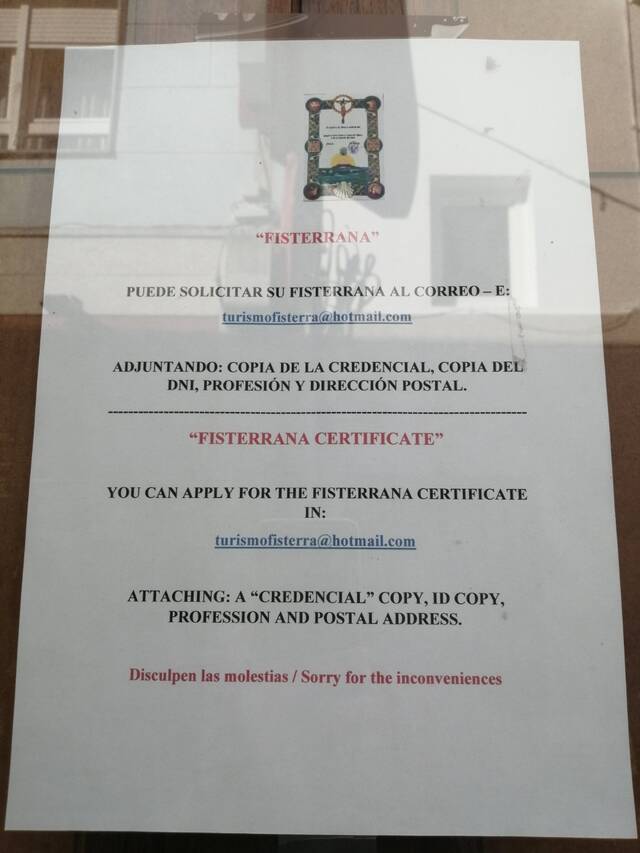 “FISTERRANA”
PUEDE SOLICITAR SU FISTERRANA AL CORREO – E:
turismofisterra@hotmail.com
ADJUNTANDO: COPIA DE LA CREDENCIAL, COPIA DEL
DNI, PROFESIÓN Y DIRECCIÓN POSTAL.
“FISTERRANA CERTIFICATE”
YOU CAN APPLY FOR THE FISTERRANA CERTIFICATE
IN:
turismofisterra@hotmail.com
ATTACHING: A “CREDENCIAL” COPY, ID COPY,
PROFESSION AND POSTAL ADDRESS.
Disculpen las molestias / Sorry for the inconveniences